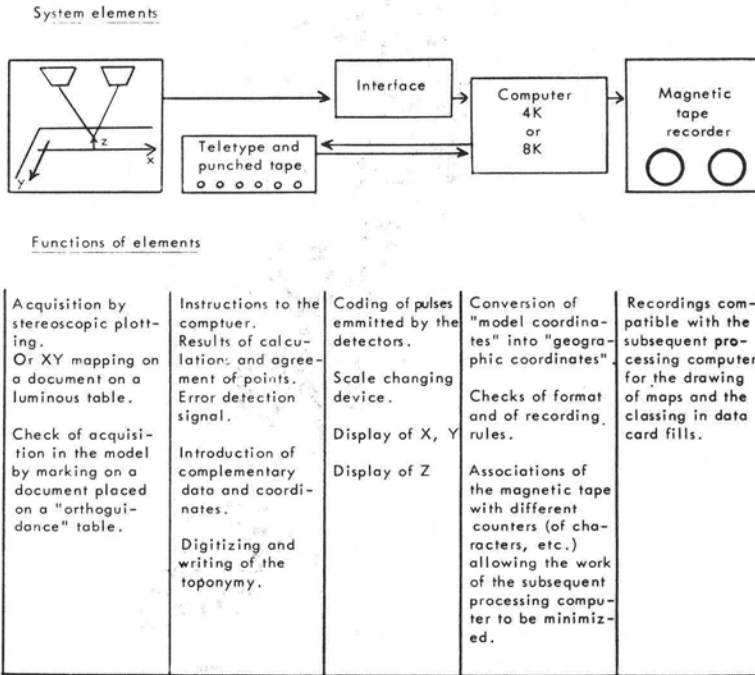 System elements
Interface
Computer
4K
or
8K
Magnetic
tape
recorder
z
x
y
Teletype and
punched tape
Functions of elements
Acquisition by
stereoscopic plott-
ing.
Or XY mapping on
a document on a
luminous table.
Check of acquisi-
tion in the model
by marking on a
document placed
on a "orthogui-
dance" table.
Instructions to the
comptuer.
Results of calcu-
lations and agree-
ment of points.
Error detection
signal.
Introduction of
complementary
data and coordi-
nates.
Digitizing and
writing of the
toponymy.
Coding of pulses
emmitted by the
detectors.
Scale changing
device.
Display of X, Y
Display of Z
Conversion of
"model coordina-
tes" into "geogra-
phic coordinates".
Checks of format
and of recording
rules.
Associations of
the magnetic tape
with different
counters (of cha-
racters, etc.)
allowing the work
of the subsequent
processing compu-
ter to be minimiz-
ed.
Recordings com-
patible with the
subsequent pro-
cessing computer
for the drawing
of maps and the
classing in data
card fills.